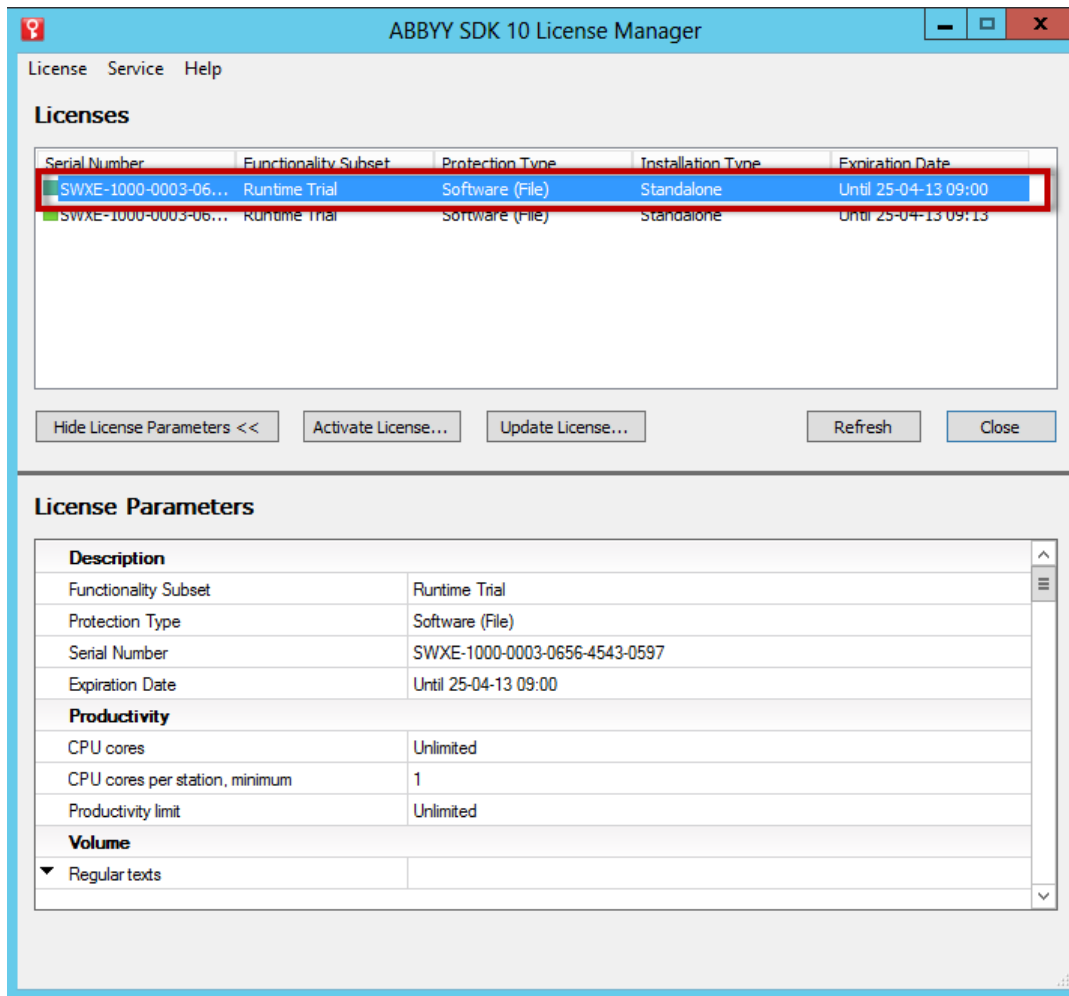 ABBYY SDK 10 License Manager
License Service Help
Licenses
Serial Number Functionality Subset Protection Type Installation Type Expiration Date
SWXE-1000-0003-06... Runtime Trial Software (File) Standalone Until 25-04-13 09:00
SWXE-1000-0003-06... Runtime Trial Software (File) Standalone Until 25-04-13 09:13
Hide License Parameters << Activate License... Update License... Refresh Close
License Parameters
Description
Functionality Subset Runtime Trial
Protection Type Software (File)
Serial Number SWXE-1000-0003-0656-4543-0597
Expiration Date Until 25-04-13 09:00
Productivity
CPU cores Unlimited
CPU cores per station, minimum 1
Productivity limit Unlimited
Volume
Regular texts